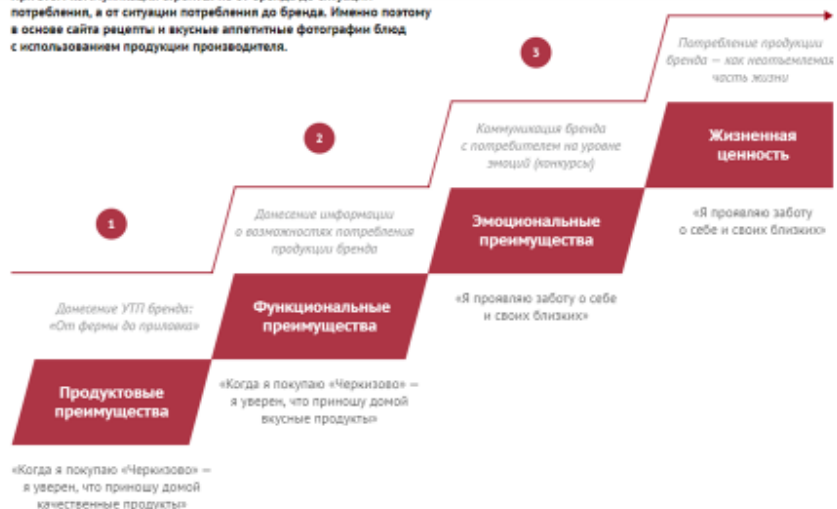 потребления, а от ситуации потребления до бренда. Именно поэтому
в основе сайта рецепты и вкусные аппетитные фотографии блюд
с использованием продукции производителя.
3
Потребление продукции
бренда — как неотъемлемая
часть жизни
2
Коммуникация бренда
с потребителем на уровне
эмоций (конкурсы)
Жизненная
ценность
1
Донесение информации
о возможностях потребления
продукции бренда
Эмоциональные
преимущества
«Я проявляю заботу
о себе и своих близких»
Донесение УТП бренда:
«От фермы до прилавка»
Функциональные
преимущества
«Я проявляю заботу о себе
и своих близких»
Продуктовые
преимущества
«Когда я покупаю «Черкизово» —
я уверен, что приношу домой
вкусные продукты»
«Когда я покупаю «Черкизово» —
я уверен, что приношу домой
качественные продукты»